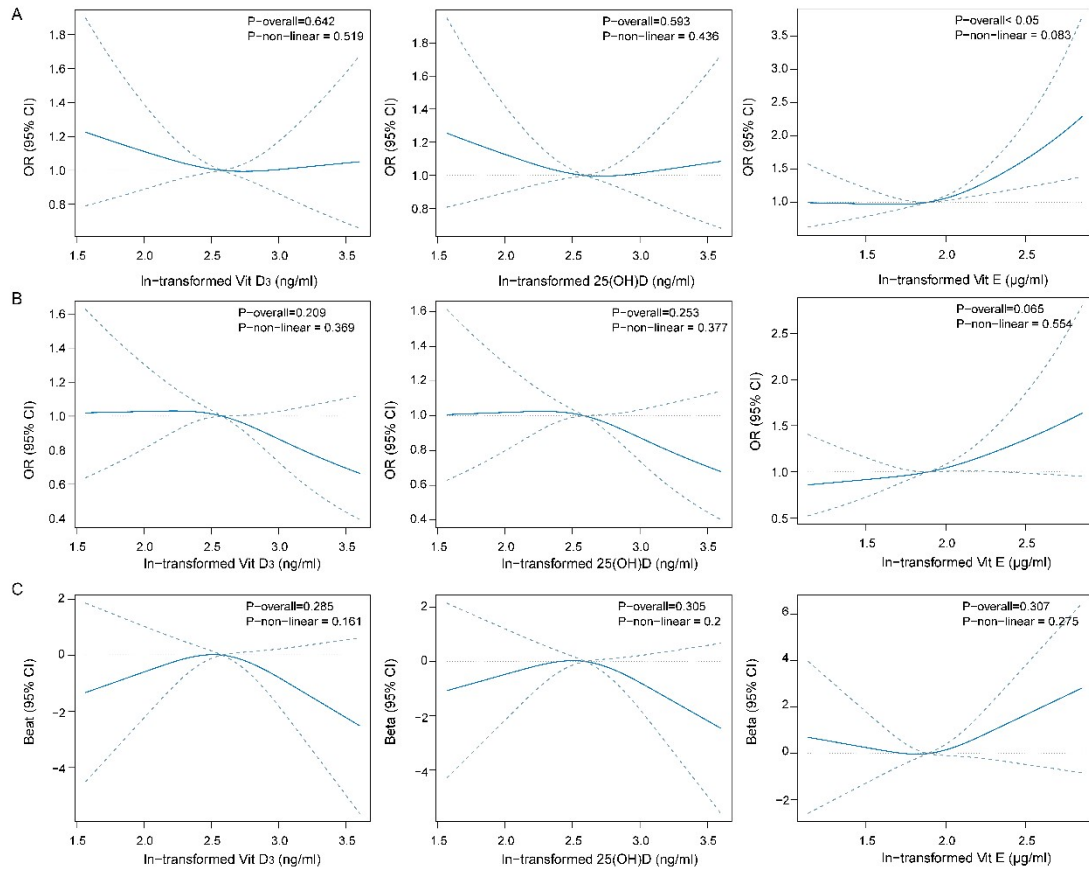 A
P-overall=0.642
P-non-linear = 0.519
OR (95% CI)
1.8
1.6
1.4
1.2
1.0
0.8
1.5 2.0 2.5 3.0 3.5
In-transformed Vit D3 (ng/ml)
P-overall=0.593
P-non-linear = 0.436
OR (95% CI)
1.8
1.6
1.4
1.2
1.0
0.8
1.5 2.0 2.5 3.0 3.5
In-transformed 25(OH)D (ng/ml)
P-overall< 0.05
P-non-linear = 0.083
OR (95% CI)
3.5
3.0
2.5
2.0
1.5
1.0
1.5 2.0 2.5
In-transformed Vit E (µg/ml)
B
P-overall=0.209
P-non-linear = 0.369
OR (95% CI)
1.6
1.4
1.2
1.0
0.8
0.6
0.4
1.5 2.0 2.5 3.0 3.5
In-transformed Vit D3 (ng/ml)
P-overall=0.253
P-non-linear = 0.377
OR (95% CI)
1.6
1.4
1.2
1.0
0.8
0.6
0.4
1.5 2.0 2.5 3.0 3.5
In-transformed 25(OH)D (ng/ml)
P-overall=0.065
P-non-linear = 0.554
OR (95% CI)
2.5
2.0
1.5
1.0
0.5
1.5 2.0 2.5
In-transformed Vit E (µg/ml)
C
P-overall=0.285
P-non-linear = 0.161
Beat (95% CI)
2
0
−2
−4
1.5 2.0 2.5 3.0 3.5
In-transformed Vit D3 (ng/ml)
P-overall=0.305
P-non-linear = 0.2
Beta (95% CI)
2
0
−2
−4
1.5 2.0 2.5 3.0 3.5
In-transformed 25(OH)D (ng/ml)
P-overall=0.307
P-non-linear = 0.275
Beta (95% CI)
6
4
2
0
−2
1.5 2.0 2.5
In-transformed Vit E (µg/ml)